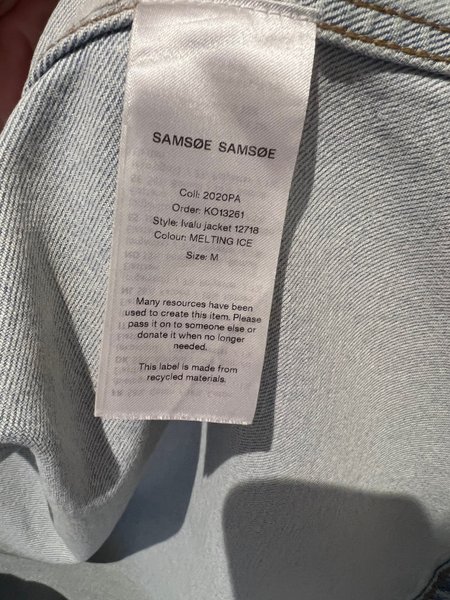 SAMSØE SAMSØE
Coll: 2020PA
Order: KO13261
Style: Ivalu jacket 12718
Colour: MELTING ICE
Size: M
Many resources have been
used to create this item. Please
pass it on to someone else or
donate it when no longer
needed.
This label is made from
recycled materials.